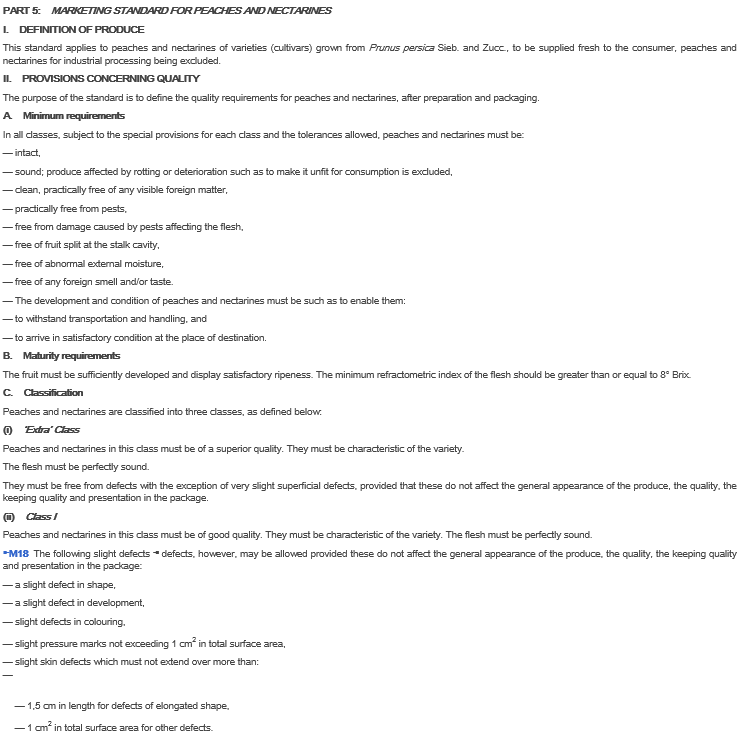 PART 5: MARKETING STANDARD FOR PEACHES AND NECTARINES
I. DEFINITION OF PRODUCE
This standard applies to peaches and nectarines of varieties (cultivars) grown from Prunus persica Sieb. and Zucc., to be supplied fresh to the consumer, peaches and
nectarines for industrial processing being excluded.
II. PROVISIONS CONCERNING QUALITY
The purpose of the standard is to define the quality requirements for peaches and nectarines, after preparation and packaging.
A. Minimum requirements
In all classes, subject to the special provisions for each class and the tolerances allowed, peaches and nectarines must be:
— intact,
— sound; produce affected by rotting or deterioration such as to make it unfit for consumption is excluded,
— clean, practically free of any visible foreign matter,
— practically free from pests,
— free from damage caused by pests affecting the flesh,
— free of fruit split at the stalk cavity,
— free of abnormal external moisture,
— free of any foreign smell and/or taste.
— The development and condition of peaches and nectarines must be such as to enable them:
— to withstand transportation and handling, and
— to arrive in satisfactory condition at the place of destination.
B. Maturity requirements
The fruit must be sufficiently developed and display satisfactory ripeness. The minimum refractometric index of the flesh should be greater than or equal to 8° Brix.
C. Classification
Peaches and nectarines are classified into three classes, as defined below:
(i) 'Extra' Class
Peaches and nectarines in this class must be of a superior quality. They must be characteristic of the variety.
The flesh must be perfectly sound.
They must be free from defects with the exception of very slight superficial defects, provided that these do not affect the general appearance of the produce, the quality, the
keeping quality and presentation in the package.
(ii) Class I
Peaches and nectarines in this class must be of good quality. They must be characteristic of the variety. The flesh must be perfectly sound.
►M18 The following slight defects ◄ defects, however, may be allowed provided these do not affect the general appearance of the produce, the quality, the keeping quality
and presentation in the package:
— a slight defect in shape,
— a slight defect in development,
— slight defects in colouring,
— slight pressure marks not exceeding 1 cm² in total surface area,
— slight skin defects which must not extend over more than:
—
— 1,5 cm in length for defects of elongated shape,
— 1 cm² in total surface area for other defects.